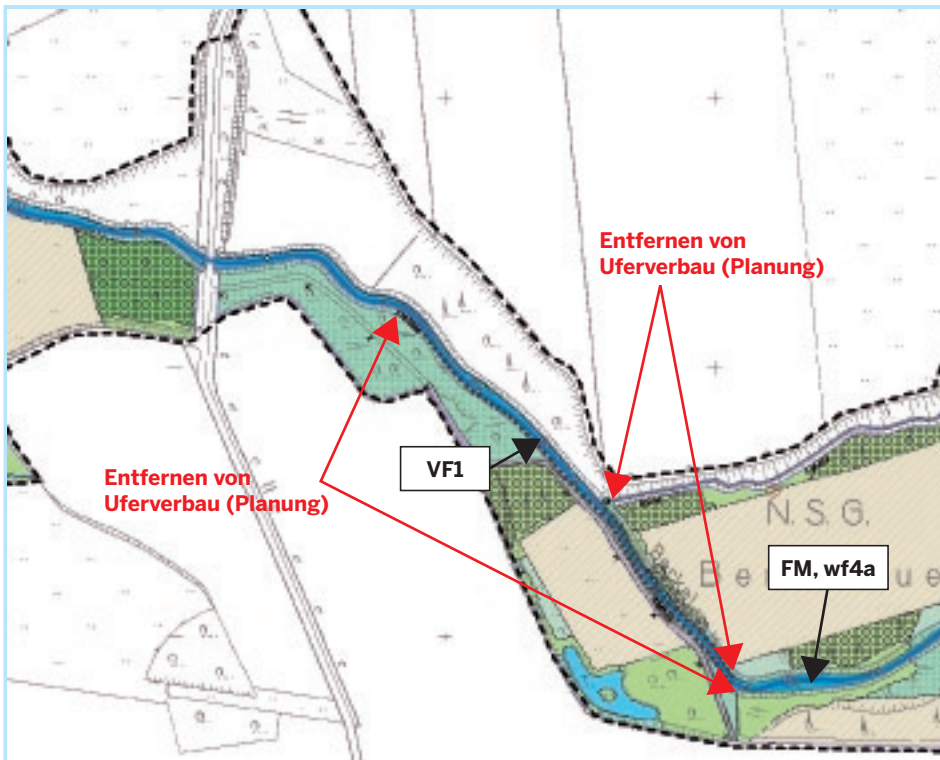 Entfernen von
Uferverbau (Planung)
VF1
Entfernen von
Uferverbau (Planung)
N.S.G.
FM, wf4a